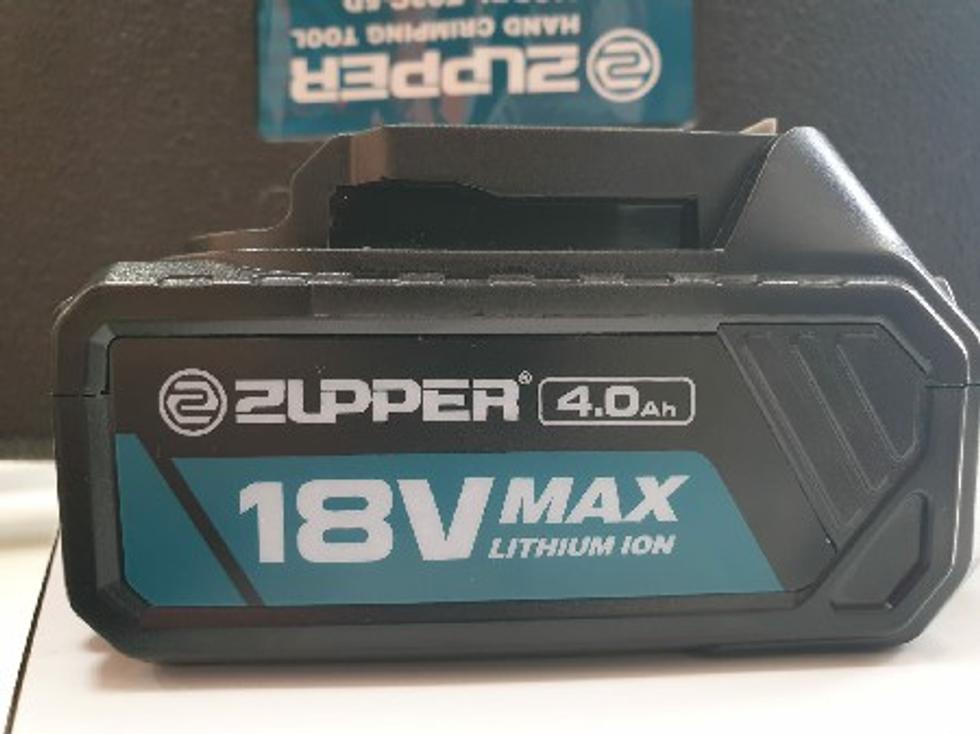 HAND CRIMPING TOOL
ZUPPER
ZUPPER® 4.0Ah
18V MAX
LITHIUM ION